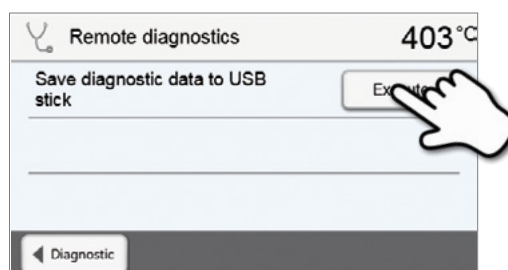 Remote diagnostics 403°C
Save diagnostic data to USB
stick
Diagnostic